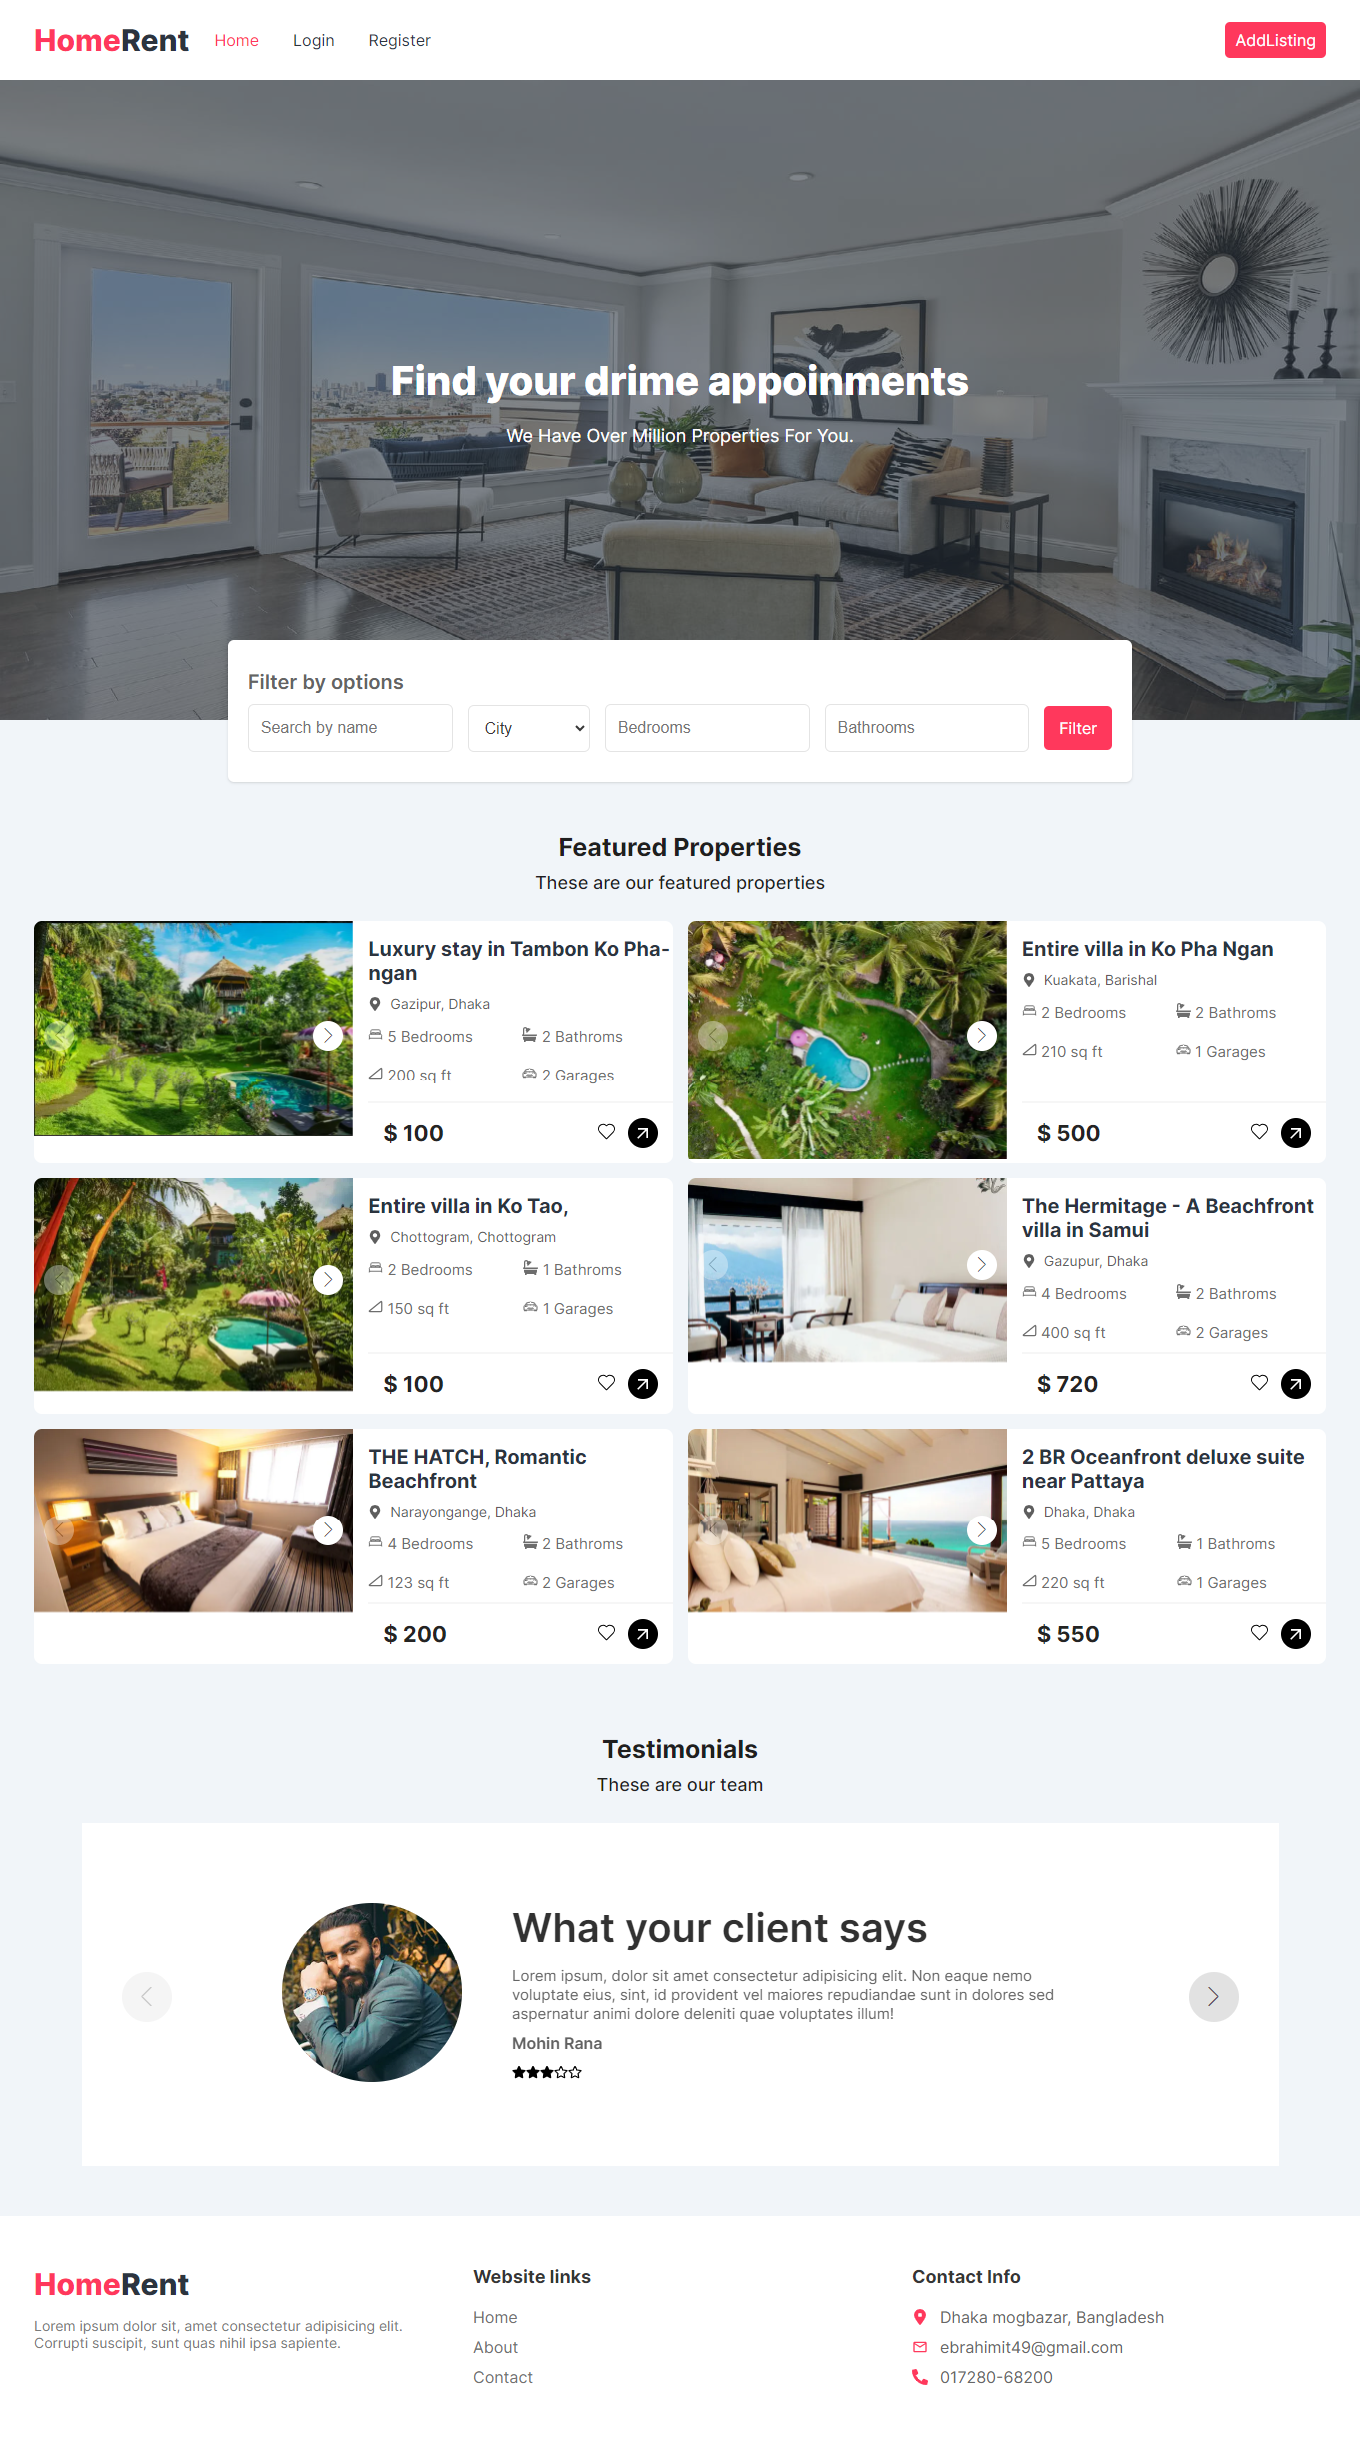 HomeRent
Home
Login
Register
AddListing
Find your drime appoinments
We Have Over Million Properties For You.
Filter by options
Search by name
City
Bedrooms
Bathrooms
Filter
Featured Properties
These are our featured properties
Luxury stay in Tambon Ko Pha-
ngan
Gazipur, Dhaka
5 Bedrooms
2 Bathroms
200 sq ft
2 Garages
$ 100
Entire villa in Ko Pha Ngan
Kuakata, Barishal
2 Bedrooms
2 Bathroms
210 sq ft
1 Garages
$ 500
Entire villa in Ko Tao,
Chottogram, Chottogram
2 Bedrooms
1 Bathroms
150 sq ft
1 Garages
$ 100
The Hermitage - A Beachfront
villa in Samui
Gazupur, Dhaka
4 Bedrooms
2 Bathroms
400 sq ft
2 Garages
$ 720
THE HATCH, Romantic
Beachfront
Narayongange, Dhaka
4 Bedrooms
2 Bathroms
123 sq ft
2 Garages
$ 200
2 BR Oceanfront deluxe suite
near Pattaya
Dhaka, Dhaka
5 Bedrooms
1 Bathroms
220 sq ft
1 Garages
$ 550
Testimonials
These are our team
What your client says
Lorem ipsum, dolor sit amet consectetur adipisicing elit. Non eaque nemo
voluptate eius, sint, id provident vel maiores repudiandae sunt in dolores sed
aspernatur animi dolore deleniti quae voluptates illum!
Mohin Rana
HomeRent
Lorem ipsum dolor sit, amet consectetur adipisicing elit.
Corrupti suscipit, sunt quas nihil ipsa sapiente.
Website links
Home
About
Contact
Contact Info
Dhaka mogbazar, Bangladesh
ebrahimit49@gmail.com
017280-68200